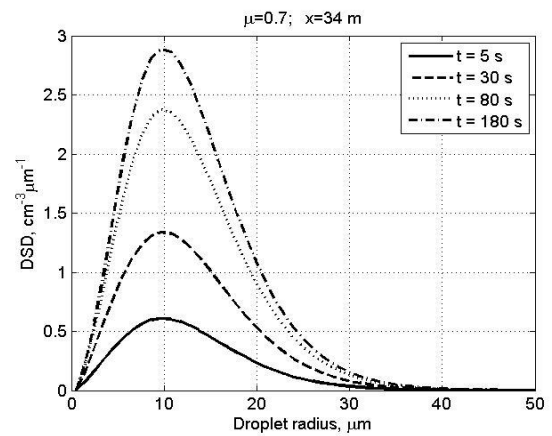 μ=0.7; x=34 m
3
2.5
2
1.5
1
0.5
0
DSD, cm⁻³μm⁻¹
t = 5 s
t = 30 s
t = 80 s
t = 180 s
0 10 20 30 40 50
Droplet radius, μm